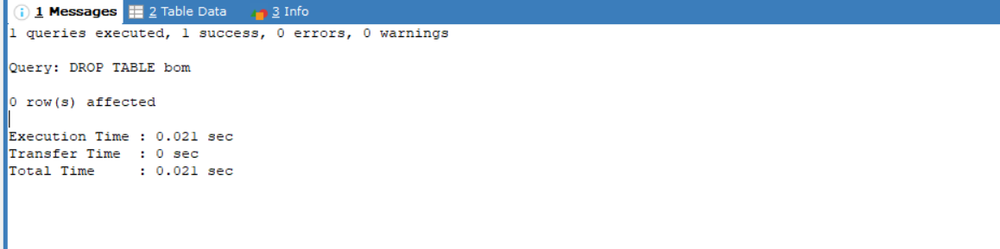 1 Messages 2 Table Data 3 Info
1 queries executed, 1 success, 0 errors, 0 warnings
Query: DROP TABLE bom
0 row(s) affected
Execution Time : 0.021 sec
Transfer Time  : 0 sec
Total Time     : 0.021 sec